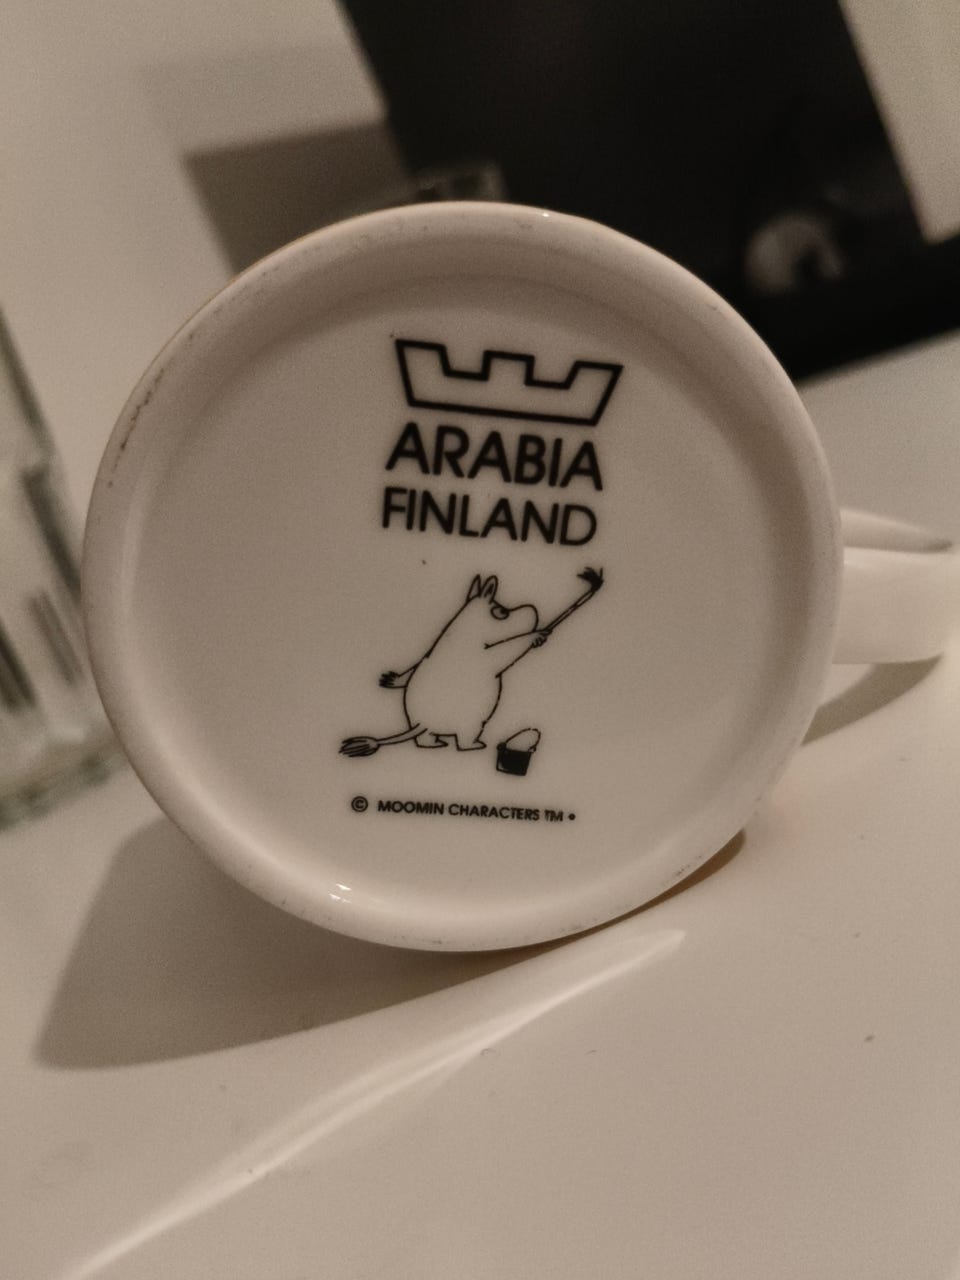 ARABIA
FINLAND
© MOOMIN CHARACTERS TM •